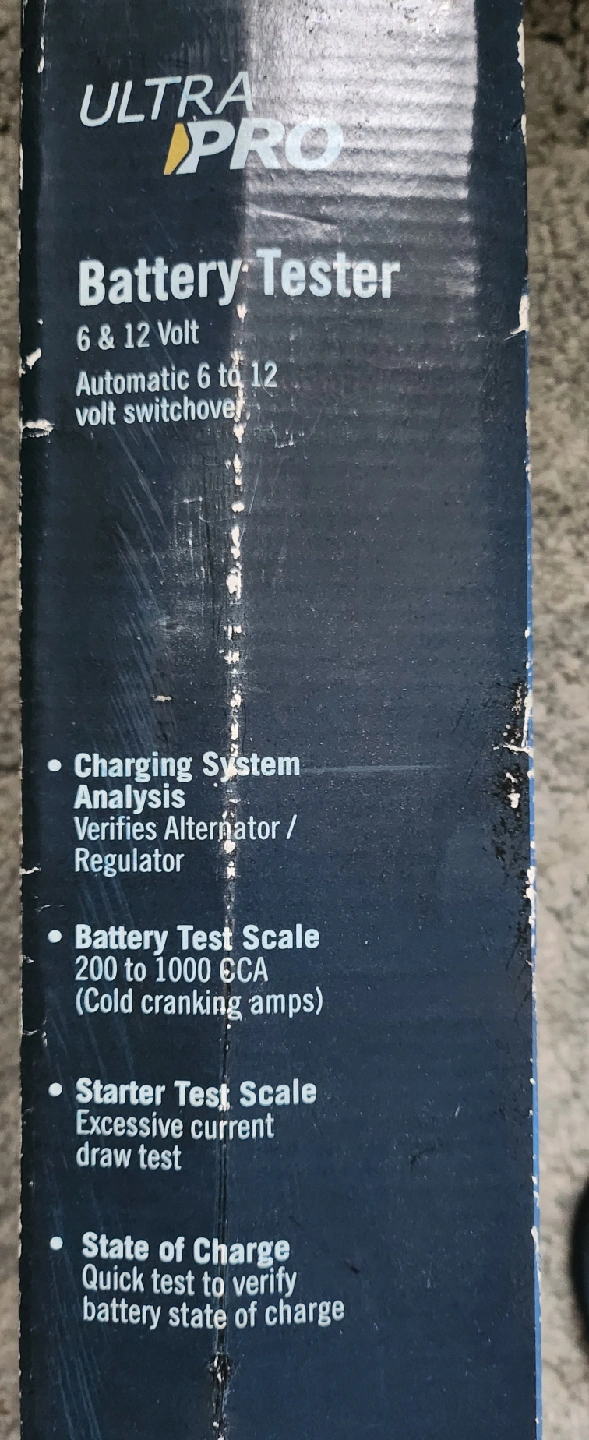 ULTRA
PRO
Battery Tester
6 & 12 Volt
Automatic 6 to 12
volt switchover
• Charging System
Analysis
Verifies Alternator /
Regulator
• Battery Test Scale
200 to 1000 CCA
(Cold cranking amps)
• Starter Test Scale
Excessive current
draw test
• State of Charge
Quick test to verify
battery state of charge